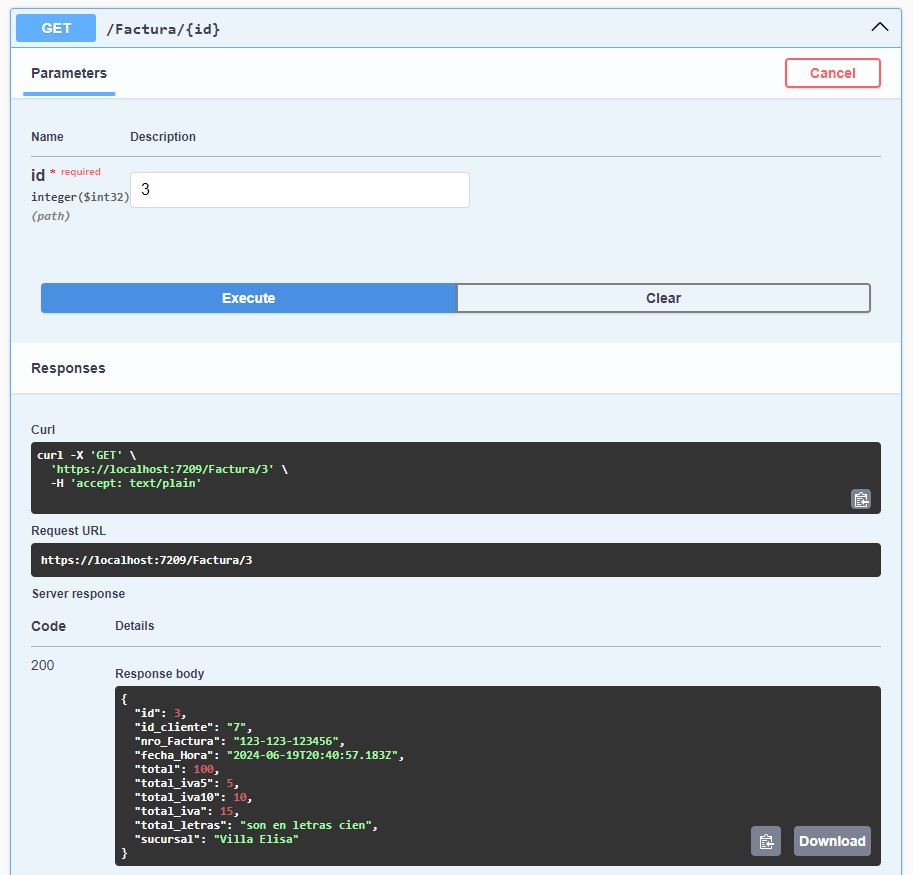 GET /Factura/{id}
Parameters
Cancel
Name Description
id * required
integer($int32)
(path)
3
Execute Clear
Responses
Curl
curl -X 'GET' \
  'https://localhost:7209/Factura/3' \
  -H 'accept: text/plain'
Request URL
https://localhost:7209/Factura/3
Server response
Code Details
200
Response body
{
  "id": 3,
  "id_cliente": "7",
  "nro_Factura": "123-123-123456",
  "fecha_Hora": "2024-06-19T20:40:57.183Z",
  "total": 100,
  "total_iva5": 5,
  "total_iva10": 10,
  "total_iva": 15,
  "total_letras": "son en letras cien",
  "sucursal": "Villa Elisa"
}
Download